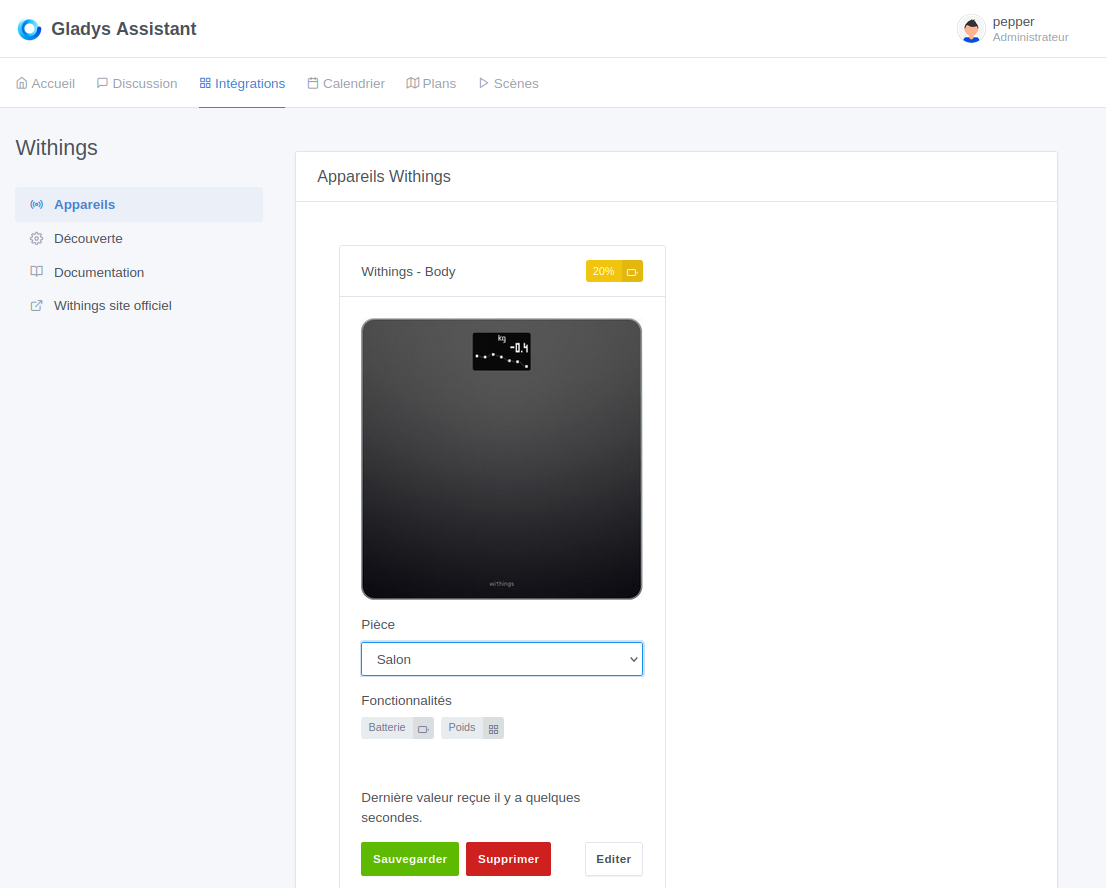 Gladys Assistant
pepper
Administrateur
Accueil
Discussion
Intégrations
Calendrier
Plans
Scènes
Withings
Appareils
Découverte
Documentation
Withings site officiel
Appareils Withings
Withings - Body
20%
kg
-0.4
withings
Pièce
Salon
Fonctionnalités
Batterie
Poids
Dernière valeur reçue il y a quelques
secondes.
Sauvegarder
Supprimer
Editer